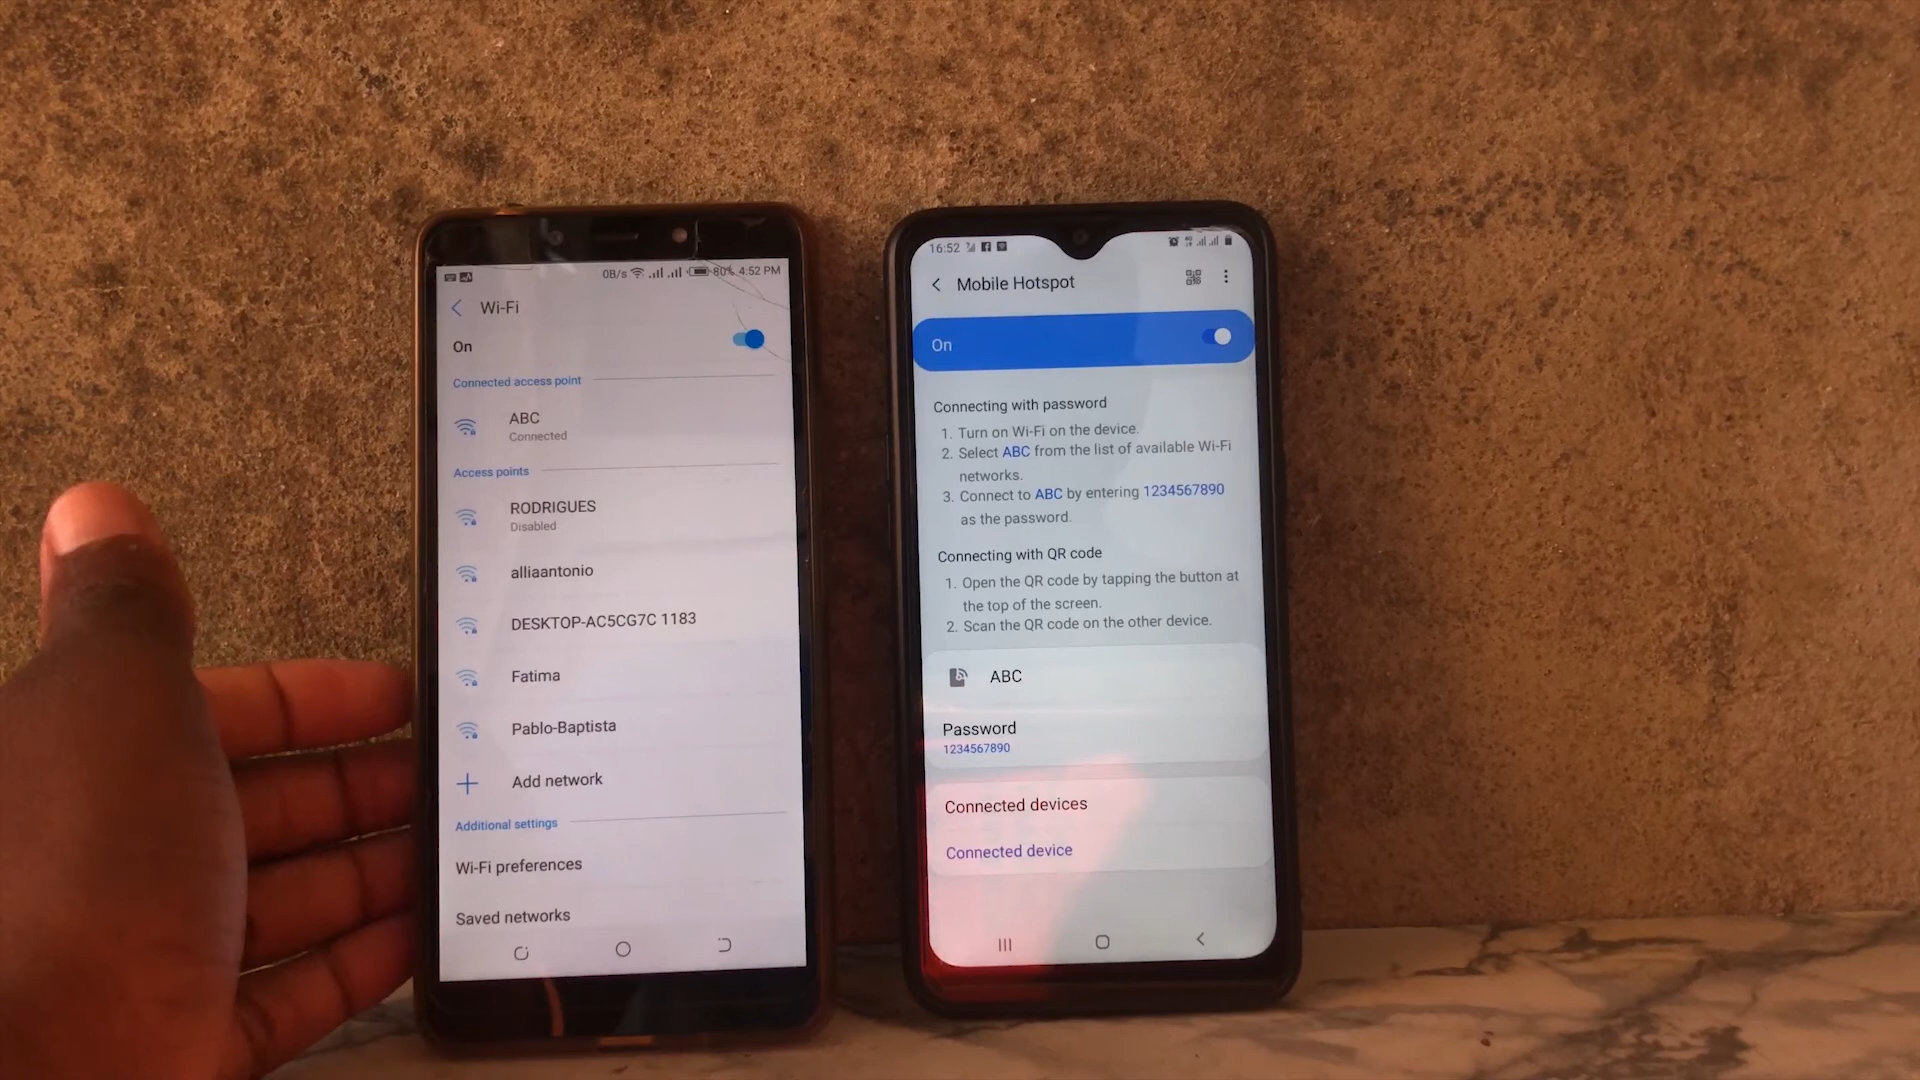 0B/s 80% 4:52 PM
Wi-Fi
On
Connected access point
ABC
Connected
Access points
RODRIGUES
Disabled
alliaantonio
DESKTOP-AC5CG7C 1183
Fatima
Pablo-Baptista
Add network
Additional settings
Wi-Fi preferences
Saved networks
16:52
Mobile Hotspot
On
Connecting with password
1. Turn on Wi-Fi on the device.
2. Select ABC from the list of available Wi-Fi
networks.
3. Connect to ABC by entering 1234567890
as the password.
Connecting with QR code
1. Open the QR code by tapping the button at
the top of the screen.
2. Scan the QR code on the other device.
ABC
Password
1234567890
Connected devices
Connected device